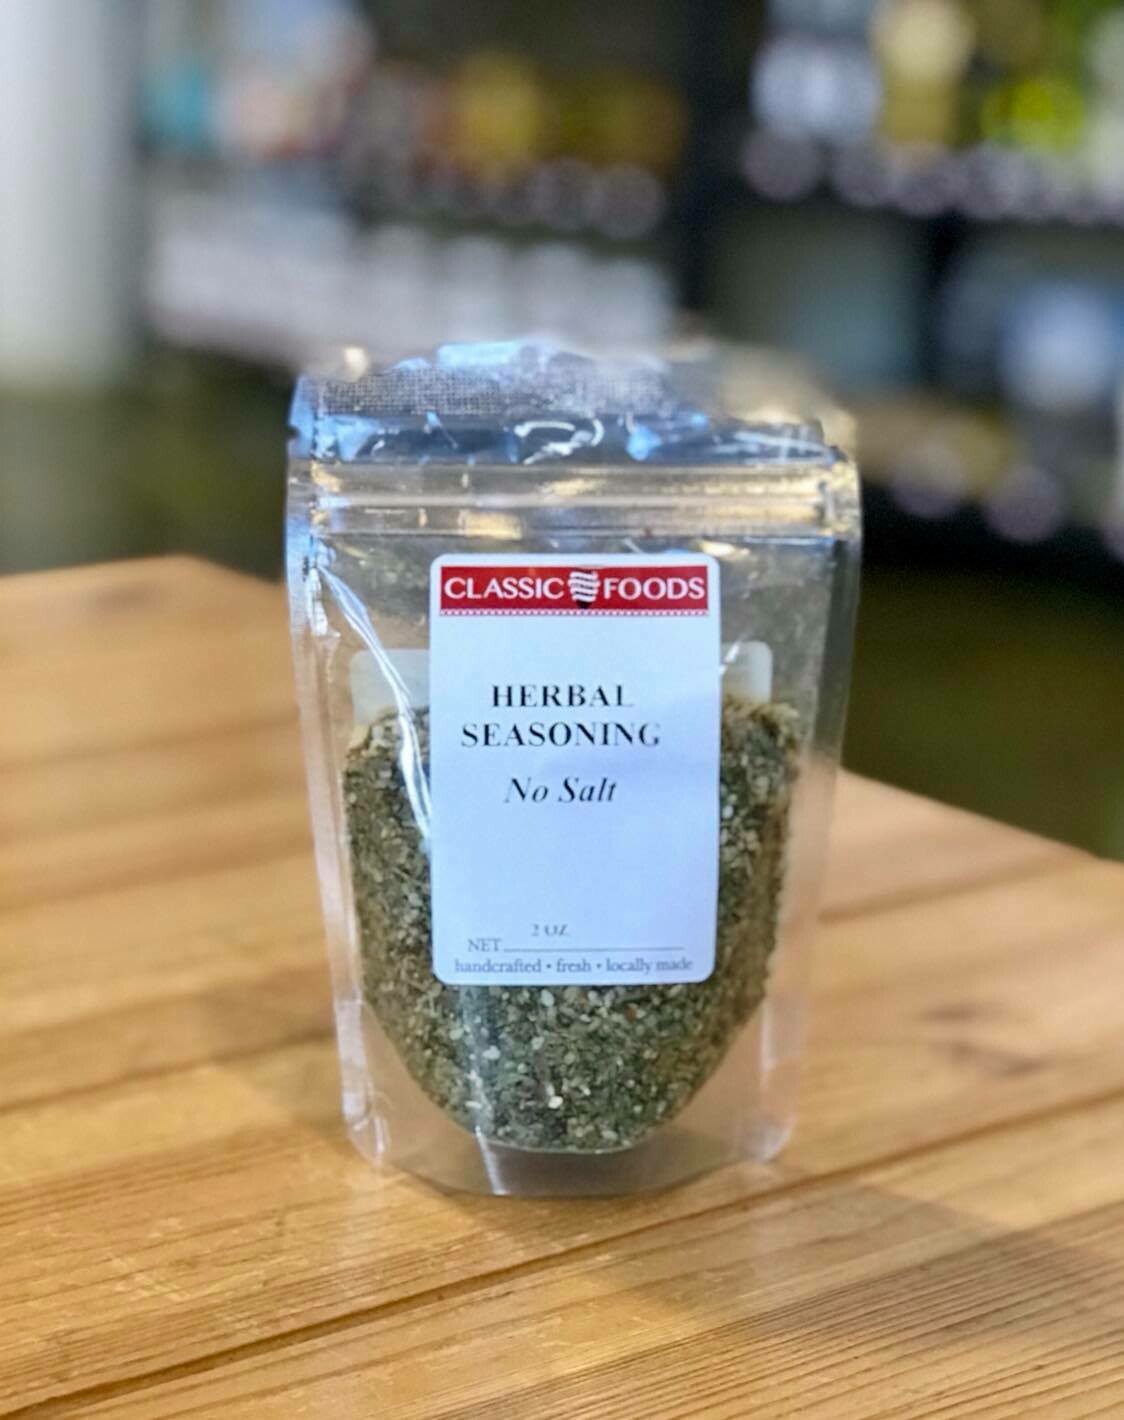 CLASSIC FOODS
HERBAL
SEASONING
No Salt
2 OZ
NET
handcrafted • fresh • locally made